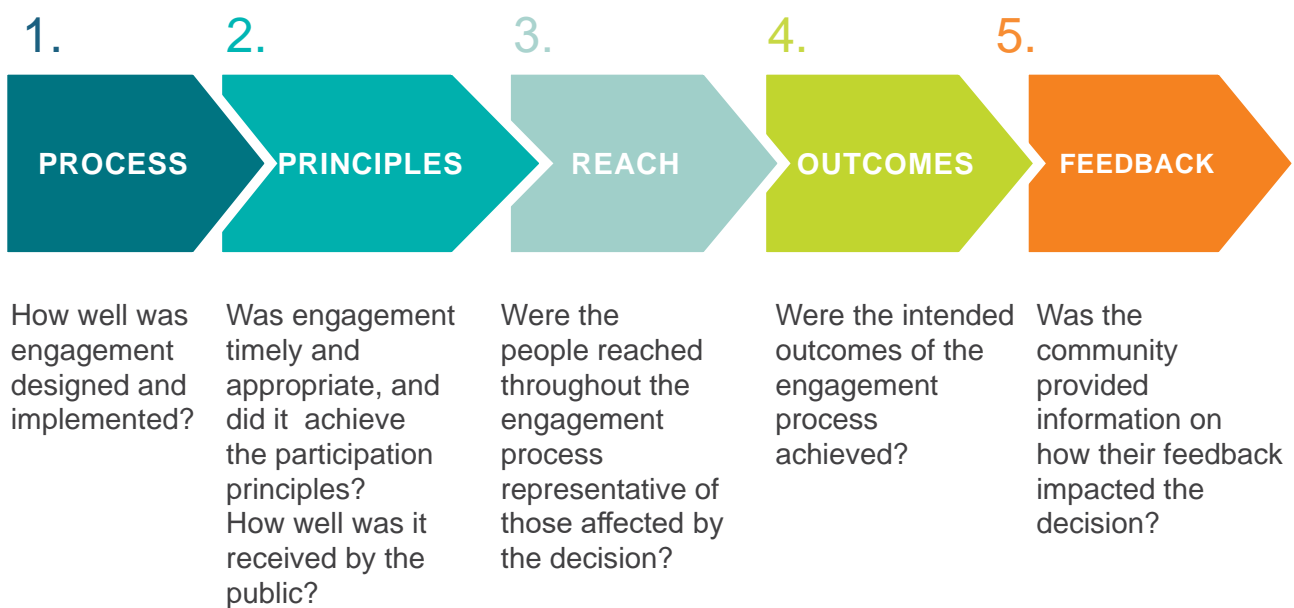 1.
PROCESS
How well was
engagement
designed and
implemented?
2.
PRINCIPLES
Was engagement
timely and
appropriate, and
did it  achieve
the participation
principles?
How well was it
received by the
public?
3.
REACH
Were the
people reached
throughout the
engagement
process
representative of
those affected by
the decision?
4.
OUTCOMES
Were the intended
outcomes of the
engagement
process
achieved?
5.
FEEDBACK
Was the
community
provided
information on
how their feedback
impacted the
decision?